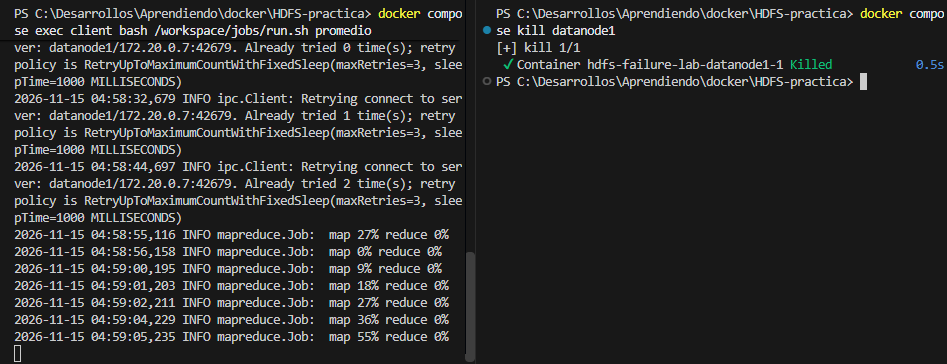 PS C:\Desarrollos\Aprendiendo\docker\HDFS-practica> docker compo
se exec client bash /workspace/jobs/run.sh promedio
ver: datanode1/172.20.0.7:42679. Already tried 0 time(s); retry
policy is RetryUpToMaximumCountWithFixedSleep(maxRetries=3, slee
pTime=1000 MILLISECONDS)
2026-11-15 04:58:32,679 INFO ipc.Client: Retrying connect to ser
ver: datanode1/172.20.0.7:42679. Already tried 1 time(s); retry
policy is RetryUpToMaximumCountWithFixedSleep(maxRetries=3, slee
pTime=1000 MILLISECONDS)
2026-11-15 04:58:44,697 INFO ipc.Client: Retrying connect to ser
ver: datanode1/172.20.0.7:42679. Already tried 2 time(s); retry
policy is RetryUpToMaximumCountWithFixedSleep(maxRetries=3, slee
pTime=1000 MILLISECONDS)
2026-11-15 04:58:55,116 INFO mapreduce.Job:  map 27% reduce 0%
2026-11-15 04:58:56,158 INFO mapreduce.Job:  map 0% reduce 0%
2026-11-15 04:59:00,195 INFO mapreduce.Job:  map 9% reduce 0%
2026-11-15 04:59:01,203 INFO mapreduce.Job:  map 18% reduce 0%
2026-11-15 04:59:02,211 INFO mapreduce.Job:  map 27% reduce 0%
2026-11-15 04:59:04,229 INFO mapreduce.Job:  map 36% reduce 0%
2026-11-15 04:59:05,235 INFO mapreduce.Job:  map 55% reduce 0%
PS C:\Desarrollos\Aprendiendo\docker\HDFS-practica> docker compo
se kill datanode1
[+] kill 1/1
✓ Container hdfs-failure-lab-datanode1-1 Killed 0.5s
PS C:\Desarrollos\Aprendiendo\docker\HDFS-practica>